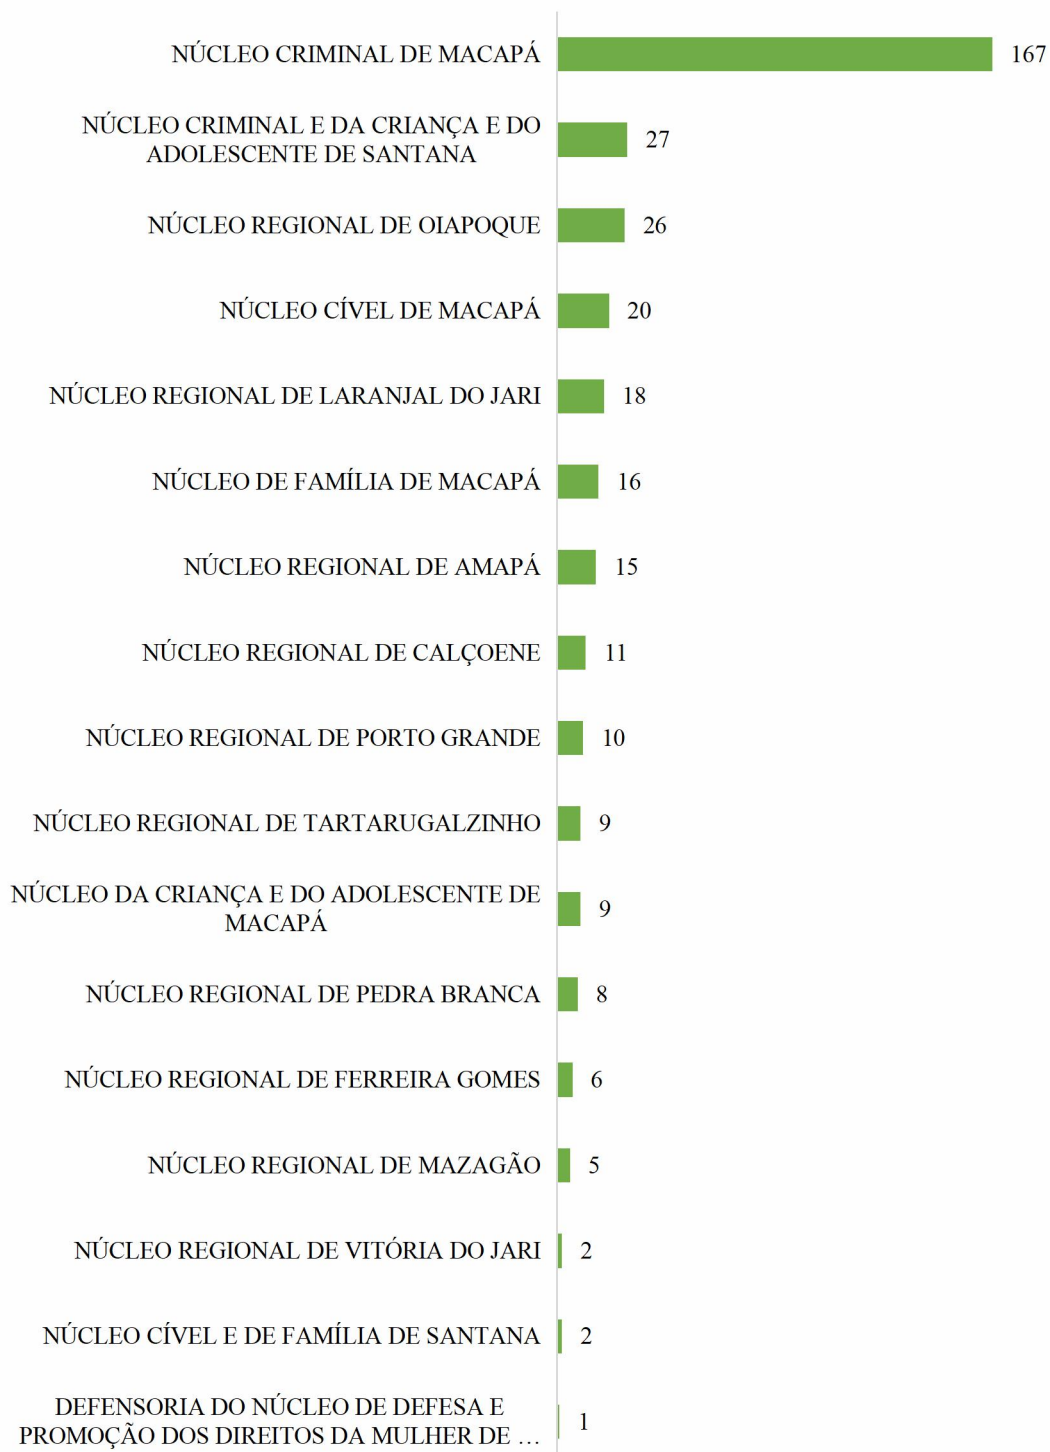 NÚCLEO CRIMINAL DE MACAPÁ 167
NÚCLEO CRIMINAL E DA CRIANÇA E DO
ADOLESCENTE DE SANTANA 27
NÚCLEO REGIONAL DE OIAPOQUE 26
NÚCLEO CÍVEL DE MACAPÁ 20
NÚCLEO REGIONAL DE LARANJAL DO JARI 18
NÚCLEO DE FAMÍLIA DE MACAPÁ 16
NÚCLEO REGIONAL DE AMAPÁ 15
NÚCLEO REGIONAL DE CALÇOENE 11
NÚCLEO REGIONAL DE PORTO GRANDE 10
NÚCLEO REGIONAL DE TARTARUGALZINHO 9
NÚCLEO DA CRIANÇA E DO ADOLESCENTE DE
MACAPÁ 9
NÚCLEO REGIONAL DE PEDRA BRANCA 8
NÚCLEO REGIONAL DE FERREIRA GOMES 6
NÚCLEO REGIONAL DE MAZAGÃO 5
NÚCLEO REGIONAL DE VITÓRIA DO JARI 2
NÚCLEO CÍVEL E DE FAMÍLIA DE SANTANA 2
DEFENSORIA DO NÚCLEO DE DEFESA E
PROMOÇÃO DOS DIREITOS DA MULHER DE … 1